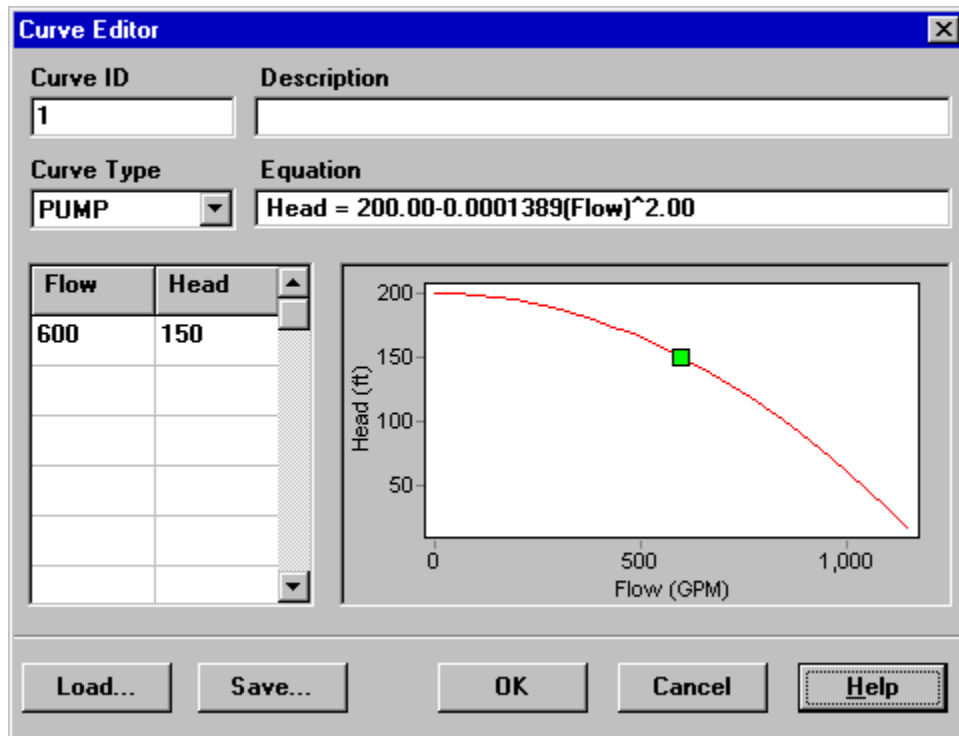 Curve Editor
Curve ID
Description
1
Curve Type
Equation
PUMP
Head = 200.00-0.0001389(Flow)^2.00
Flow Head
600 150
200
150
100
50
Head (ft)
0 500 1,000
Flow (GPM)
Load... Save... OK Cancel Help